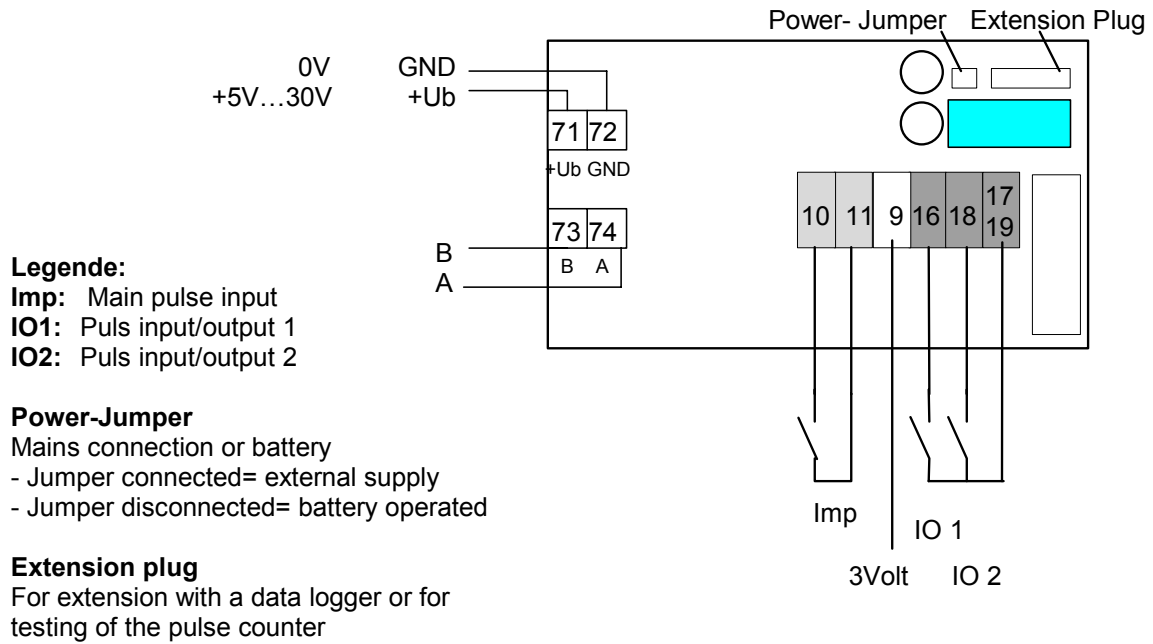 Power- Jumper Extension Plug
0V GND
+5V…30V +Ub
71 72
+Ub GND
73 74
B A
B
A
10 11 9 16 18 17
19
Legende:
Imp: Main pulse input
IO1: Puls input/output 1
IO2: Puls input/output 2
Power-Jumper
Mains connection or battery
- Jumper connected= external supply
- Jumper disconnected= battery operated
Extension plug
For extension with a data logger or for
testing of the pulse counter
Imp
IO 1
3Volt IO 2